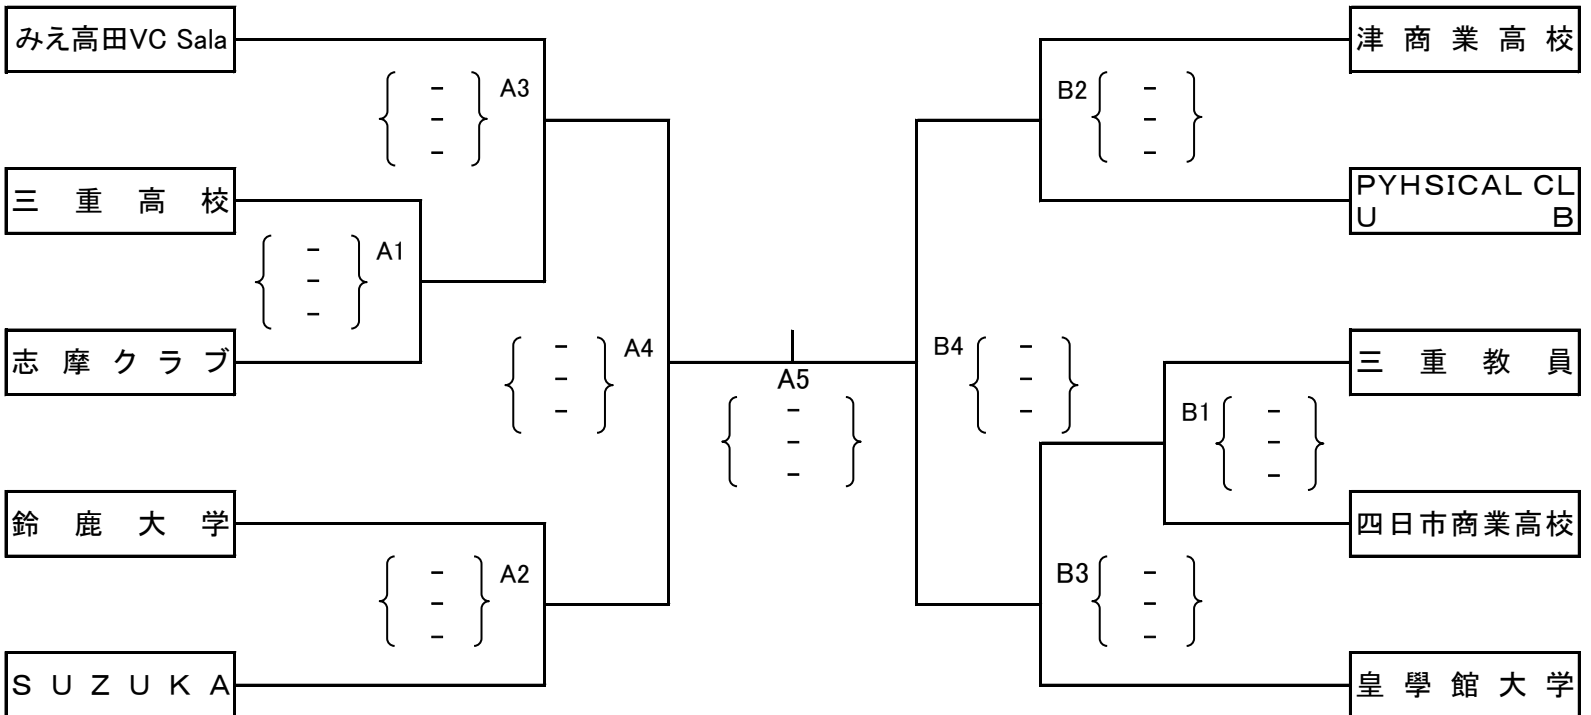 みえ高田VC Sala
A3
-
-
-
三重高校
A1
-
-
-
志摩クラブ
A4
-
-
-
鈴鹿大学
A2
-
-
-
SUZUKA
A5
-
-
-
津商業高校
B2
-
-
-
PYHSICAL CL
U B
B4
-
-
-
三重教員
B1
-
-
-
四日市商業高校
B3
-
-
-
皇學館大学